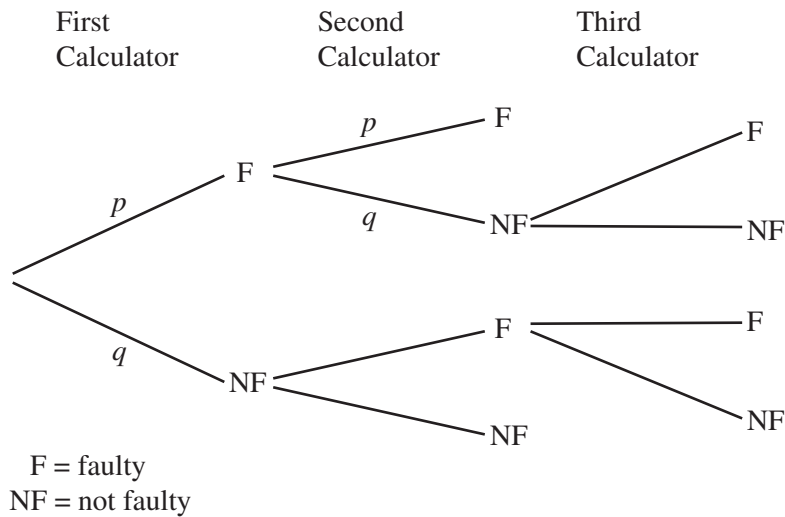 First
Calculator
Second
Calculator
Third
Calculator
p
F
q
NF
p
F
q
NF
F
NF
F
NF
F
NF
F = faulty
NF = not faulty